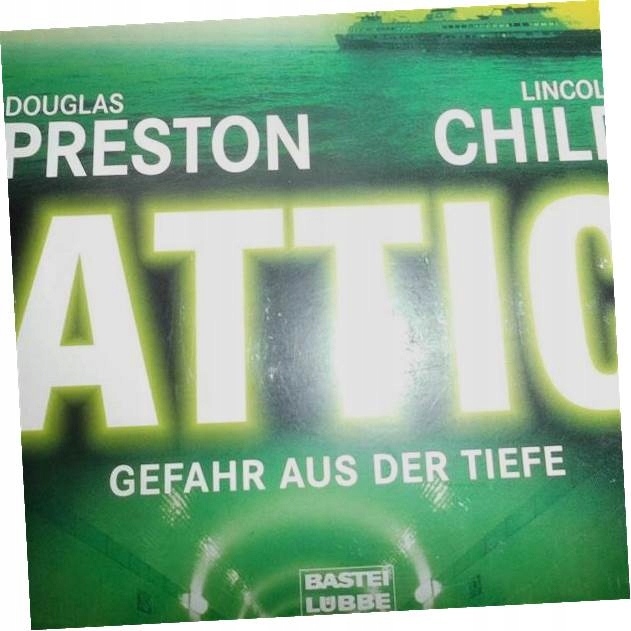 DOUGLAS
PRESTON
LINCOL
CHIL
ATTIC
GEFAHR AUS DER TIEFE
BASTEI
LÜBBE